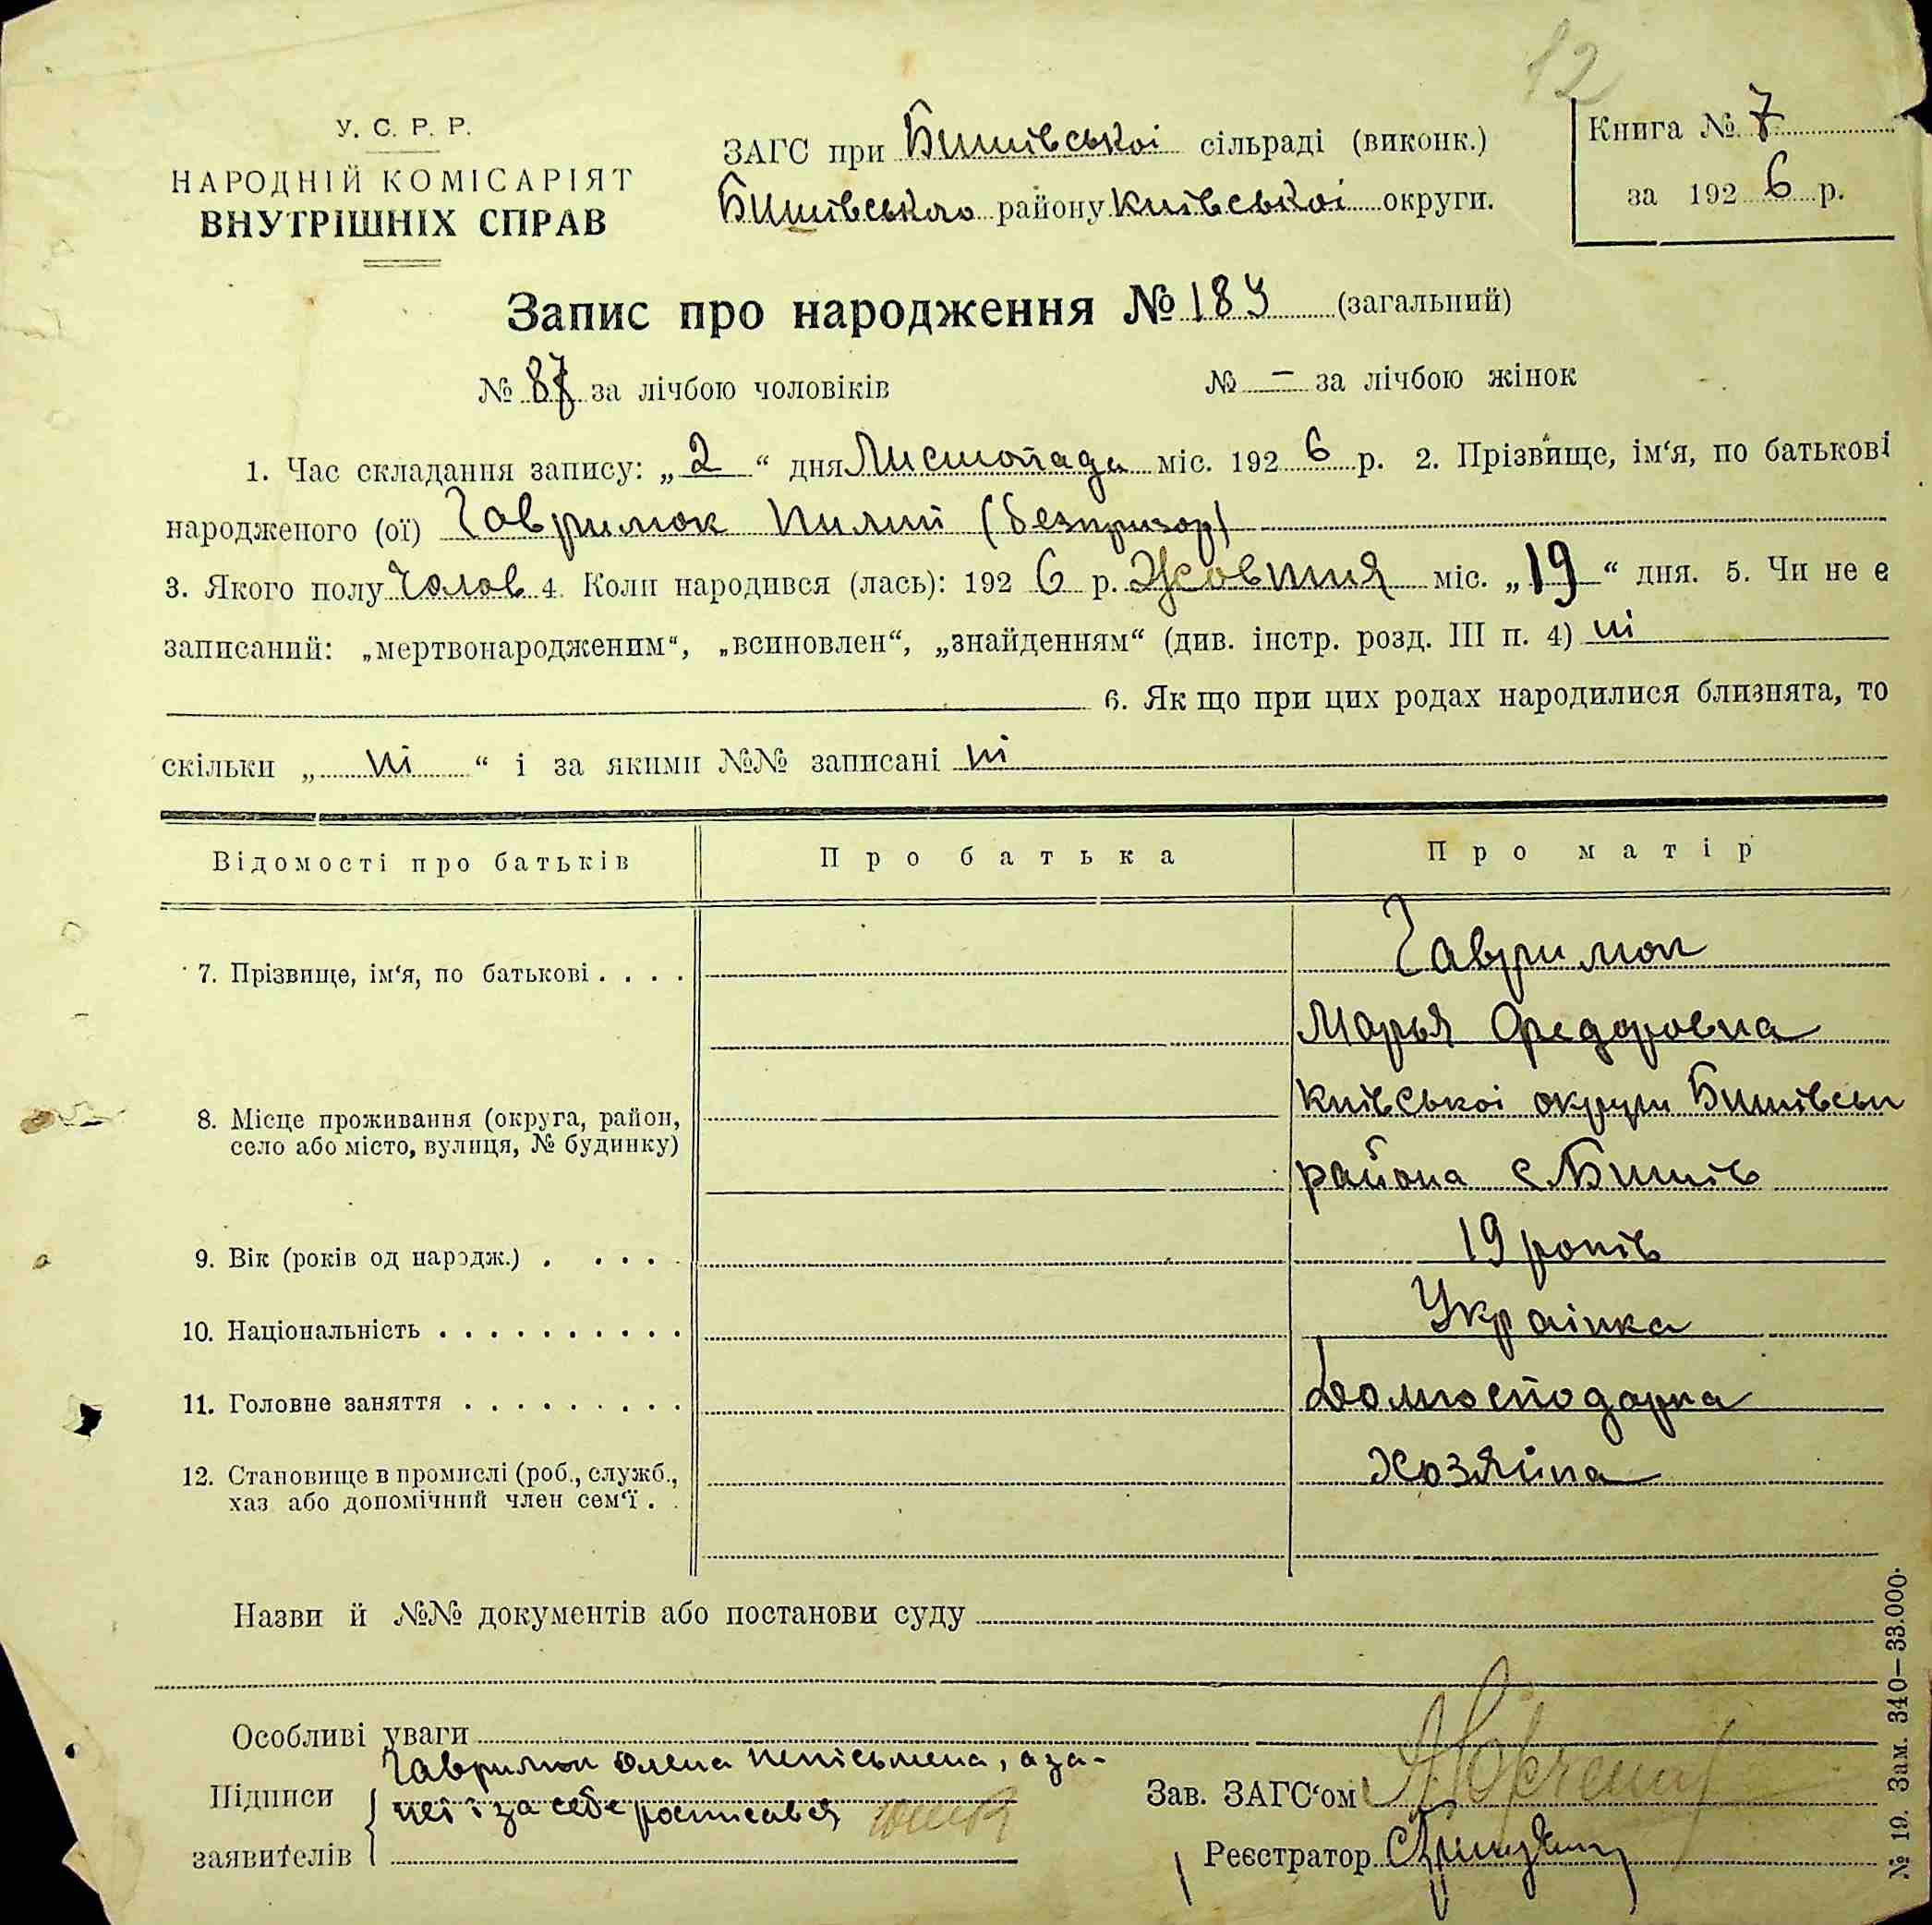 12
У. С. Р. Р.
НАРОДНІЙ КОМІСАРІЯТ
ВНУТРІШНІХ СПРАВ
ЗАГС при Бишівської сільраді (виконк.)
Бишівського району Київської округи.
Книга № 7
за 1926 р.
Запис про народження № 183 (загальний)
№ 87 за лічбою чоловіків № — за лічбою жінок
1. Час складання запису: „2“ дня Листопада міс. 1926 р. 2. Прізвище, ім‘я, по батькові
народженого (ої) Гаврилюк Пилип (безпризор)
3. Якого полу Чолов 4. Коли народився (лась): 1926 р. Жовтня міс. „19“ дня. 5. Чи не є
записаний: „мертвонародженим“, „всиновлен“, „знайденням“ (див. інстр. розд. III п. 4) ні
6. Як що при цих родах народилися близнята, то
скільки „ ні “ і за якими №№ записані ні
Відомості про батьків Про батька Про матір
7. Прізвище, ім‘я, по батькові . . . . Гаврилюк
Марья Федоровна
8. Місце проживання (округа, район, село або місто, вулиця, № будинку) Київської округи Бишівськ
района с Бишів
9. Вік (років од народж.) . . . . . 19 років
10. Національність . . . . . . . . . . Українка
11. Головне заняття . . . . . . . . . Домгосподарка
12. Становище в промислі (роб., служб., хаз або допомічний член сем‘ї . . Хозяйка
Назви й №№ документів або постанови суду
Особливі уваги
Підписи заявителів
Гаврилюк Олена неписьмена, а за-
неї і за себе росписався
Зав. ЗАГС‘ом
Реєстратор
№ 19. Зам. 340—33.000.